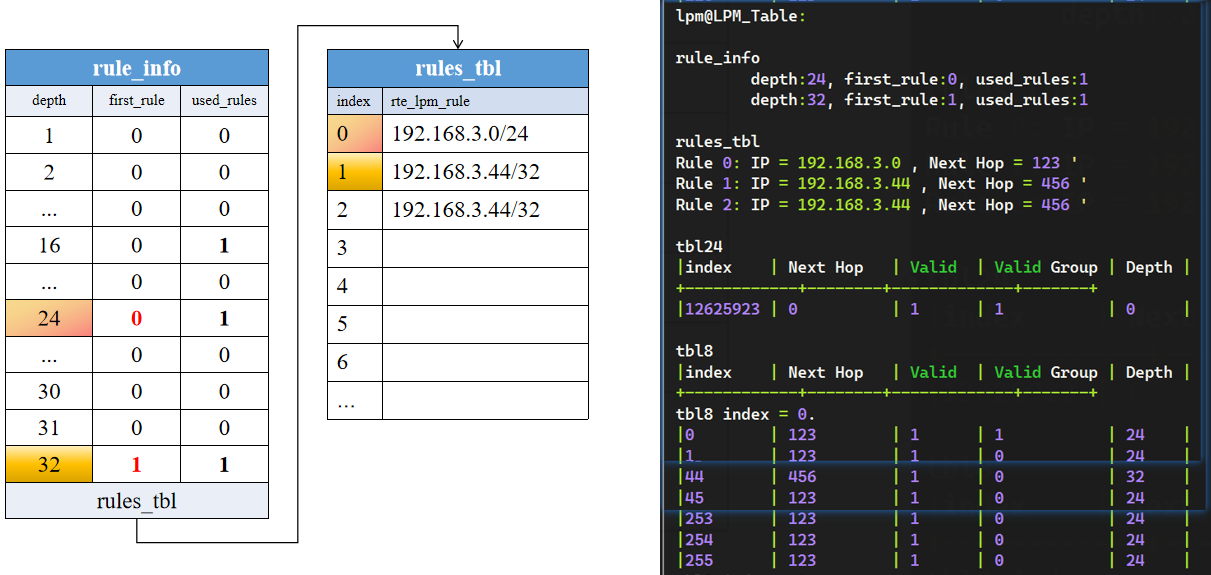 rule_info
depth first_rule used_rules
1 0 0
2 0 0
... 0 0
16 0 1
... 0 0
24 0 1
... 0 0
30 0 0
31 0 0
32 1 1
rules_tbl
rules_tbl
index rte_lpm_rule
0 192.168.3.0/24
1 192.168.3.44/32
2 192.168.3.44/32
3
4
5
6
...
lpm@LPM_Table:
rule_info
depth:24, first_rule:0, used_rules:1
depth:32, first_rule:1, used_rules:1
rules_tbl
Rule 0: IP = 192.168.3.0 , Next Hop = 123 '
Rule 1: IP = 192.168.3.44 , Next Hop = 456 '
Rule 2: IP = 192.168.3.44 , Next Hop = 456 '
tbl24
|index | Next Hop | Valid | Valid Group | Depth |
+------------+--------+-------------+-------+
|12625923 | 0 | 1 | 1 | 0 |
tbl8
|index | Next Hop | Valid | Valid Group | Depth |
+------------+--------+-------------+-------+
tbl8 index = 0.
|0 | 123 | 1 | 1 | 24 |
|1_ | 123 | 1 | 0 | 24 |
|44 | 456 | 1 | 0 | 32 |
|45 | 123 | 1 | 0 | 24 |
|253 | 123 | 1 | 0 | 24 |
|254 | 123 | 1 | 0 | 24 |
|255 | 123 | 1 | 0 | 24 |